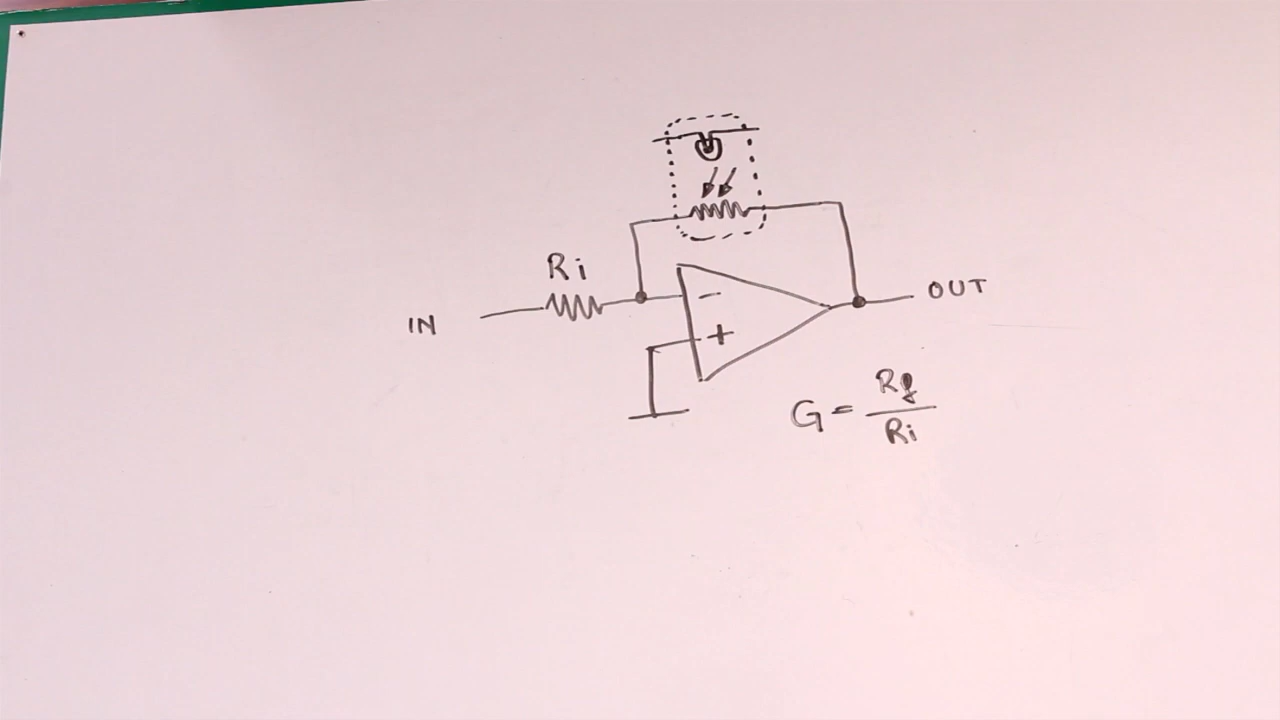 Ri
IN
-
+
OUT
G = Rf
Ri